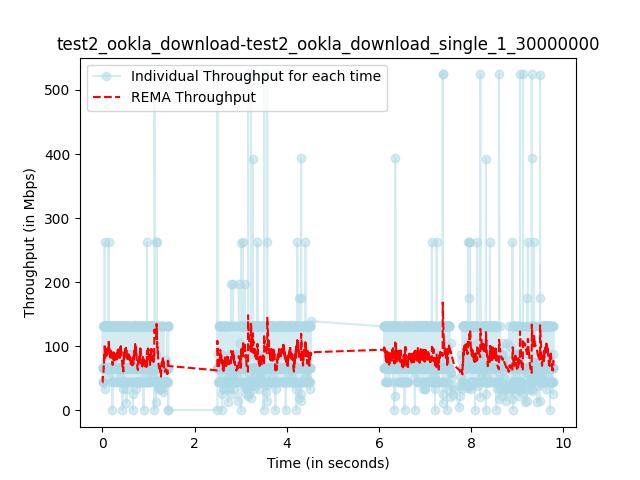 test2_ookla_download-test2_ookla_download_single_1_30000000
Individual Throughput for each time
REMA Throughput
Throughput (in Mbps)
500
400
300
200
100
0
0 2 4 6 8 10
Time (in seconds)